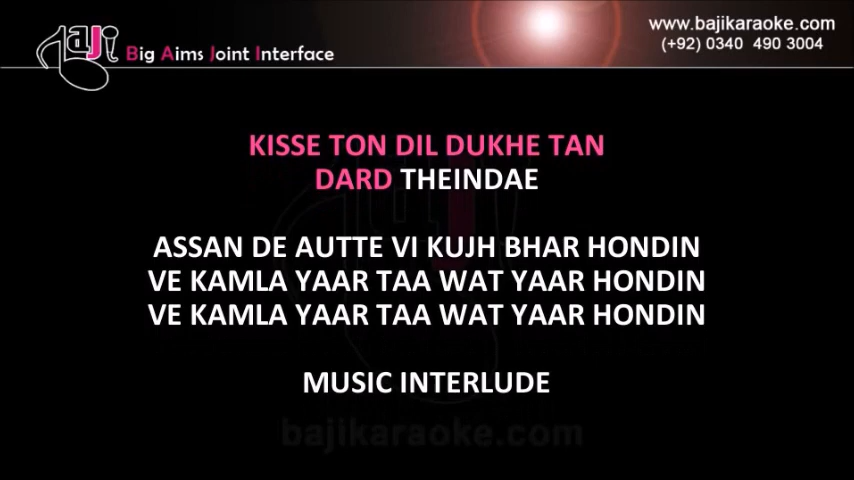 www.bajikaraoke.com
(+92) 0340 490 3004
Baji Big Aims Joint Interface
KISSE TON DIL DUKHE TAN
DARD THEINDAE
ASSAN DE AUTTE VI KUJH BHAR HONDIN
VE KAMLA YAAR TAA WAT YAAR HONDIN
VE KAMLA YAAR TAA WAT YAAR HONDIN
MUSIC INTERLUDE
bajikaraoke.com